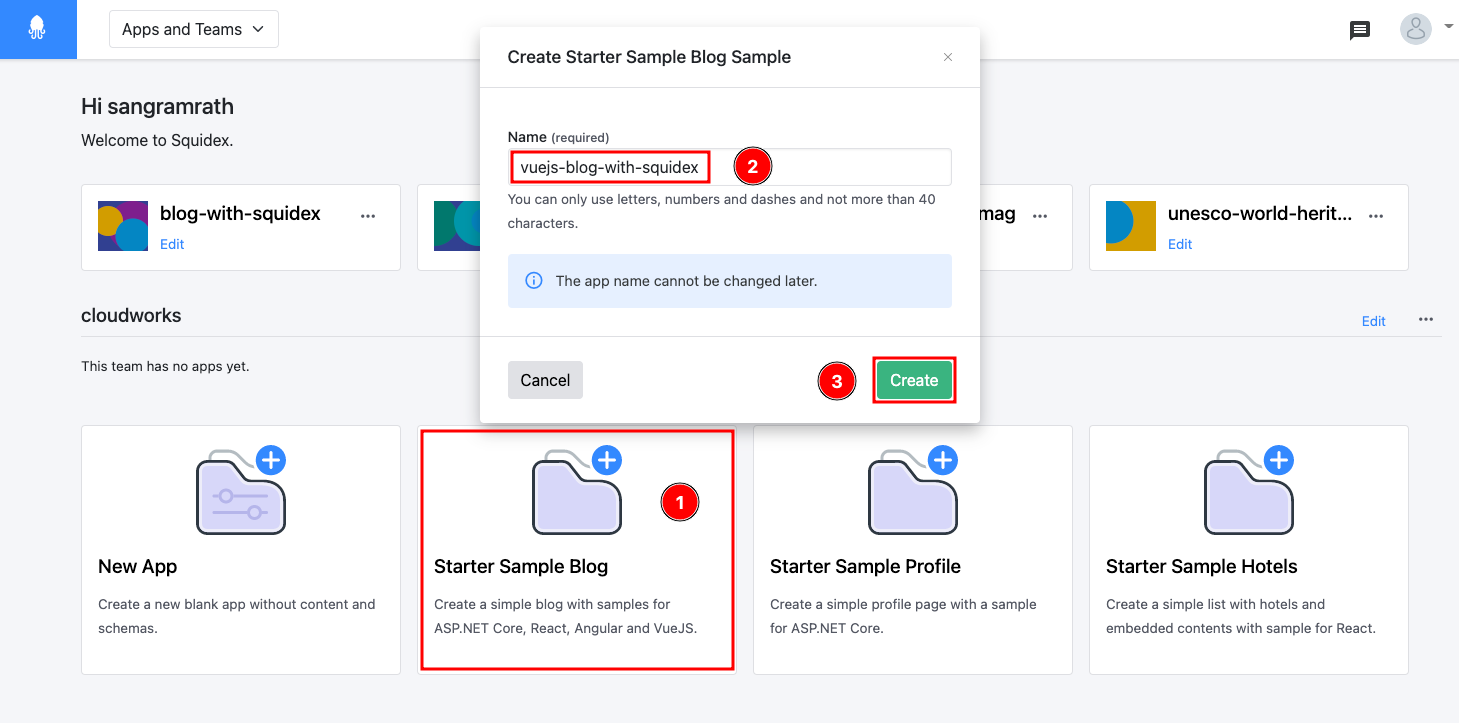 Apps and Teams
Create Starter Sample Blog Sample
Hi sangramrath
Welcome to Squidex.
Name (required)
vuejs-blog-with-squidex
2
You can only use letters, numbers and dashes and not more than 40
characters.
blog-with-squidex
Edit
mag
unesco-world-herit...
Edit
The app name cannot be changed later.
cloudworks
Edit
This team has no apps yet.
Cancel
3
Create
1
New App
Create a new blank app without content and
schemas.
Starter Sample Blog
Create a simple blog with samples for
ASP.NET Core, React, Angular and VueJS.
Starter Sample Profile
Create a simple profile page with a sample
for ASP.NET Core.
Starter Sample Hotels
Create a simple list with hotels and
embedded contents with sample for React.